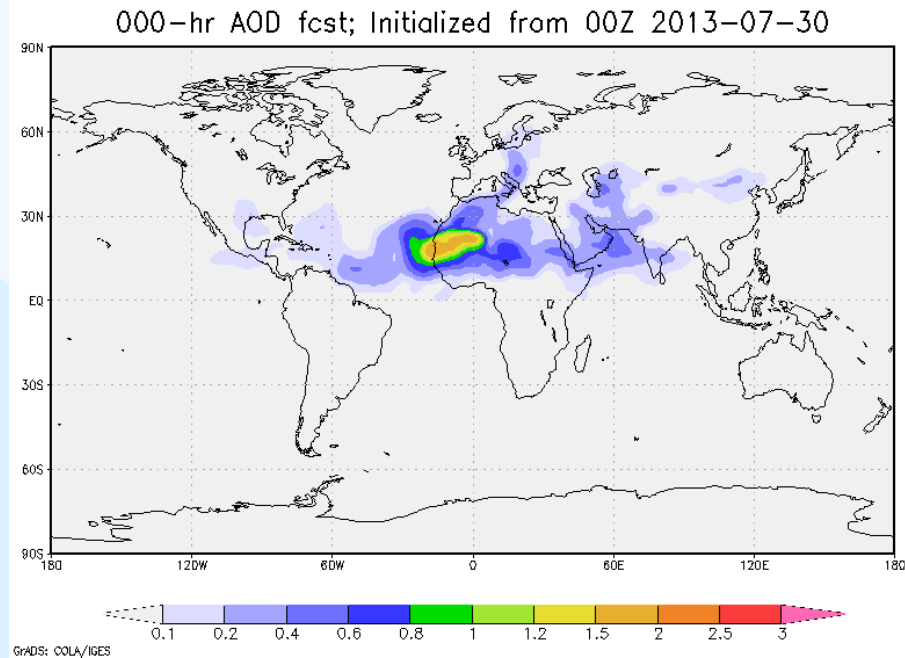 000-hr AOD fcst; Initialized from 00Z 2013-07-30
90N
60N
30N
EQ
30S
60S
90S
180 120W 60W 0 60E 120E 180
0.1 0.2 0.4 0.6 0.8 1 1.2 1.5 2 2.5 3
GrADS: COLA/IGES